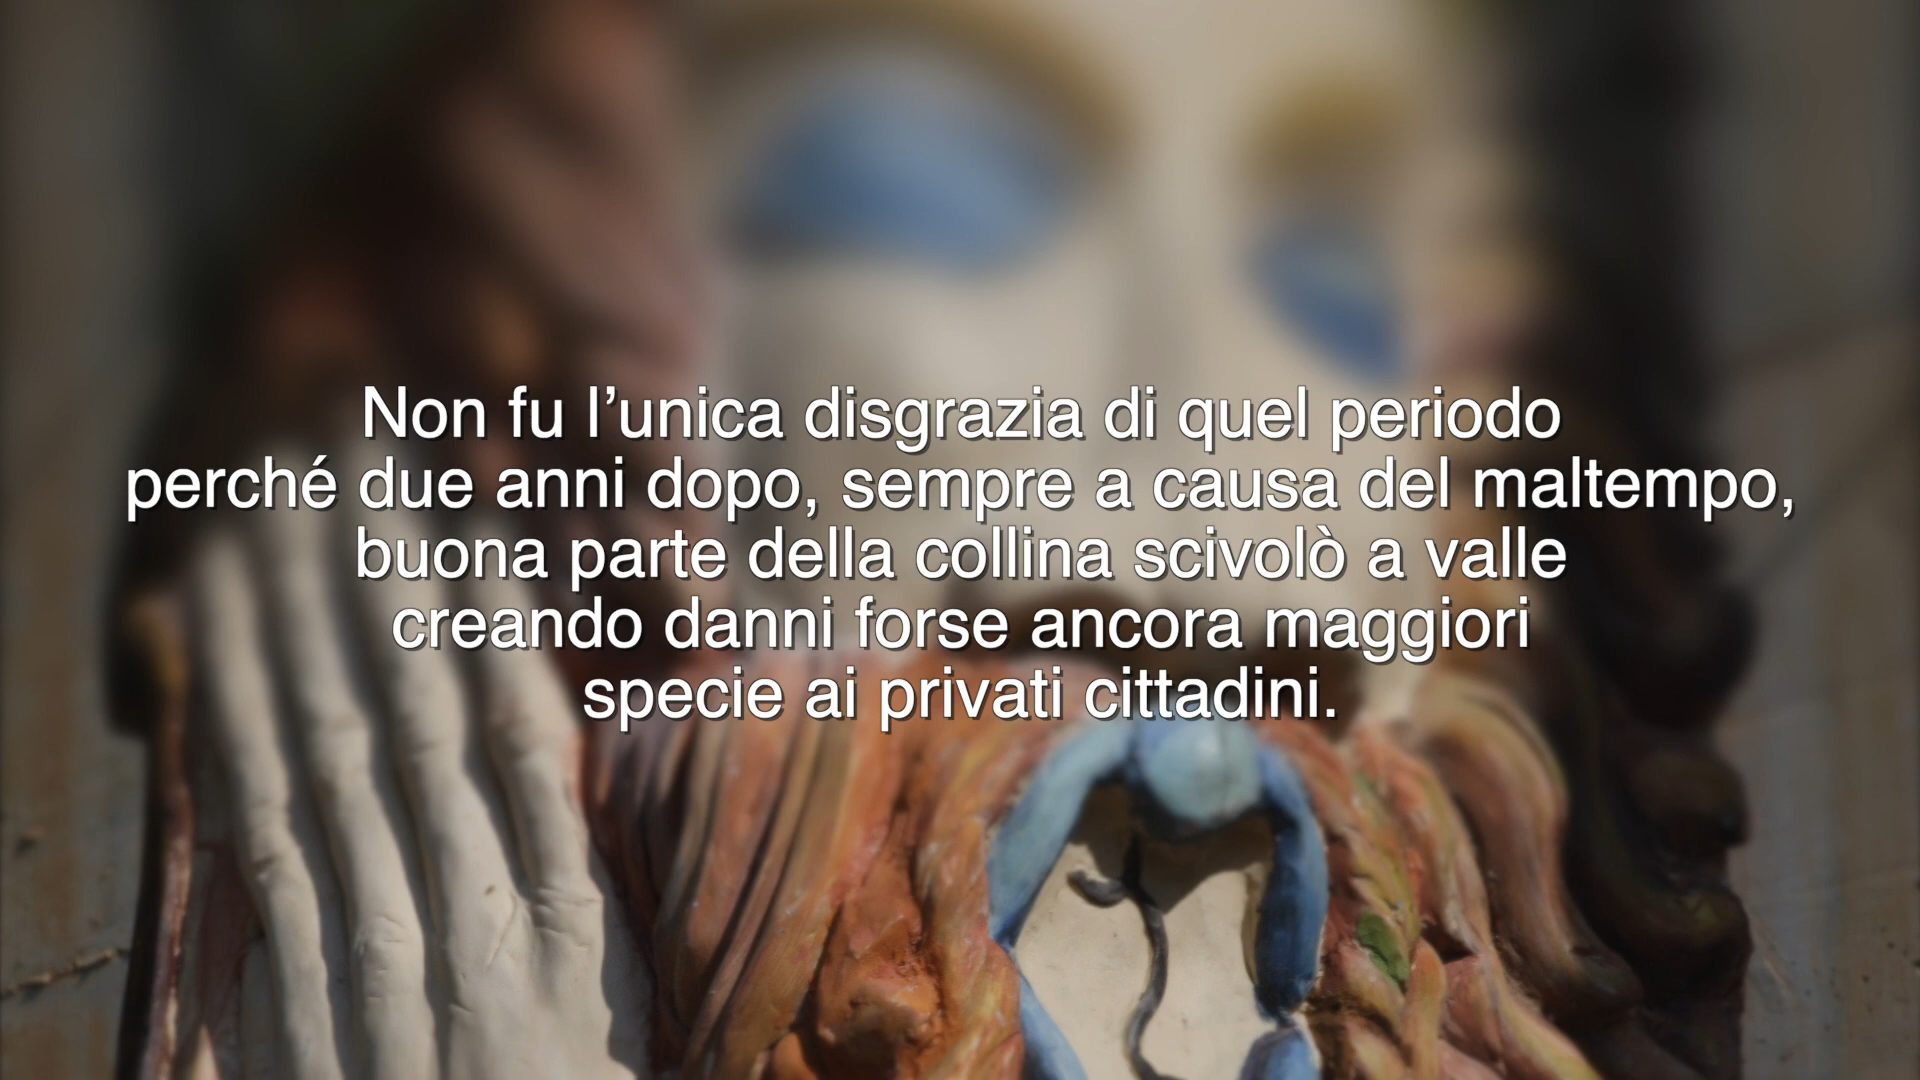 Non fu l’unica disgrazia di quel periodo
perché due anni dopo, sempre a causa del maltempo,
buona parte della collina scivolò a valle
creando danni forse ancora maggiori
specie ai privati cittadini.